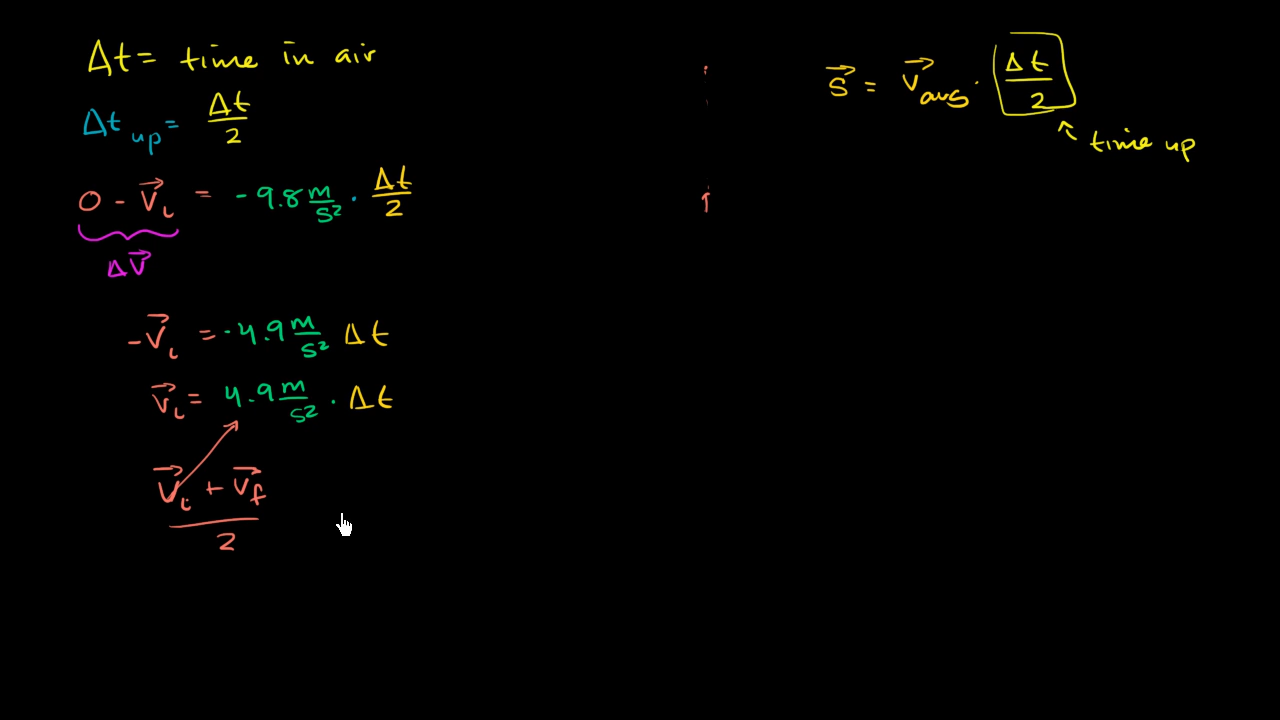 Δt = time in air
Δt up = Δt/2
0 - v⃗ᵢ = -9.8 m/s² · Δt/2
Δv⃗
-v⃗ᵢ = -4.9 m/s² Δt
v⃗ᵢ = 4.9 m/s² · Δt
(v⃗ᵢ + v⃗f)/2
s⃗ = v⃗avg · Δt/2
time up